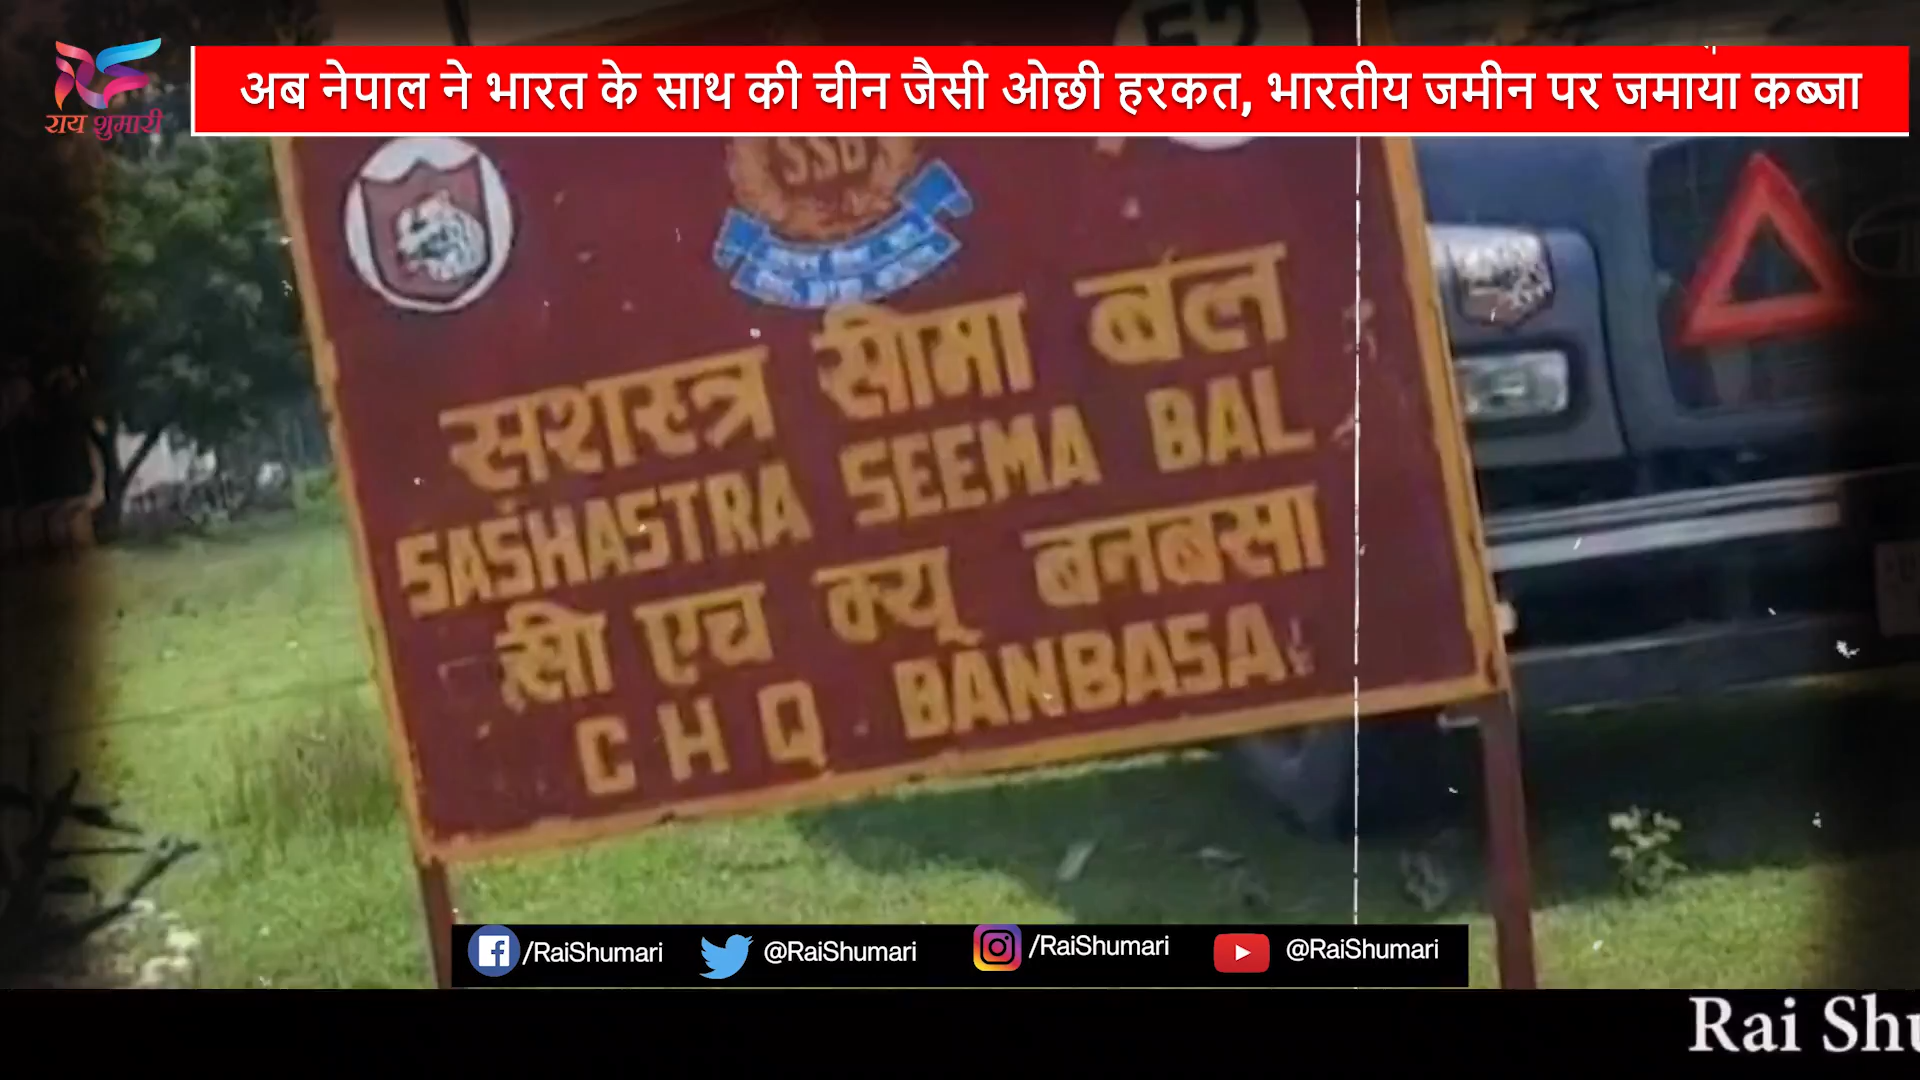 अब नेपाल ने भारत के साथ की चीन जैसी ओछी हरकत, भारतीय जमीन पर जमाया कब्जा
राय शुमारी
SSB
सशस्त्र सीमा बल
SASHASTRA SEEMA BAL
सी एच क्यू बनबसा
C H Q BANBASA
/RaiShumari @RaiShumari /RaiShumari @RaiShumari
Rai Shu